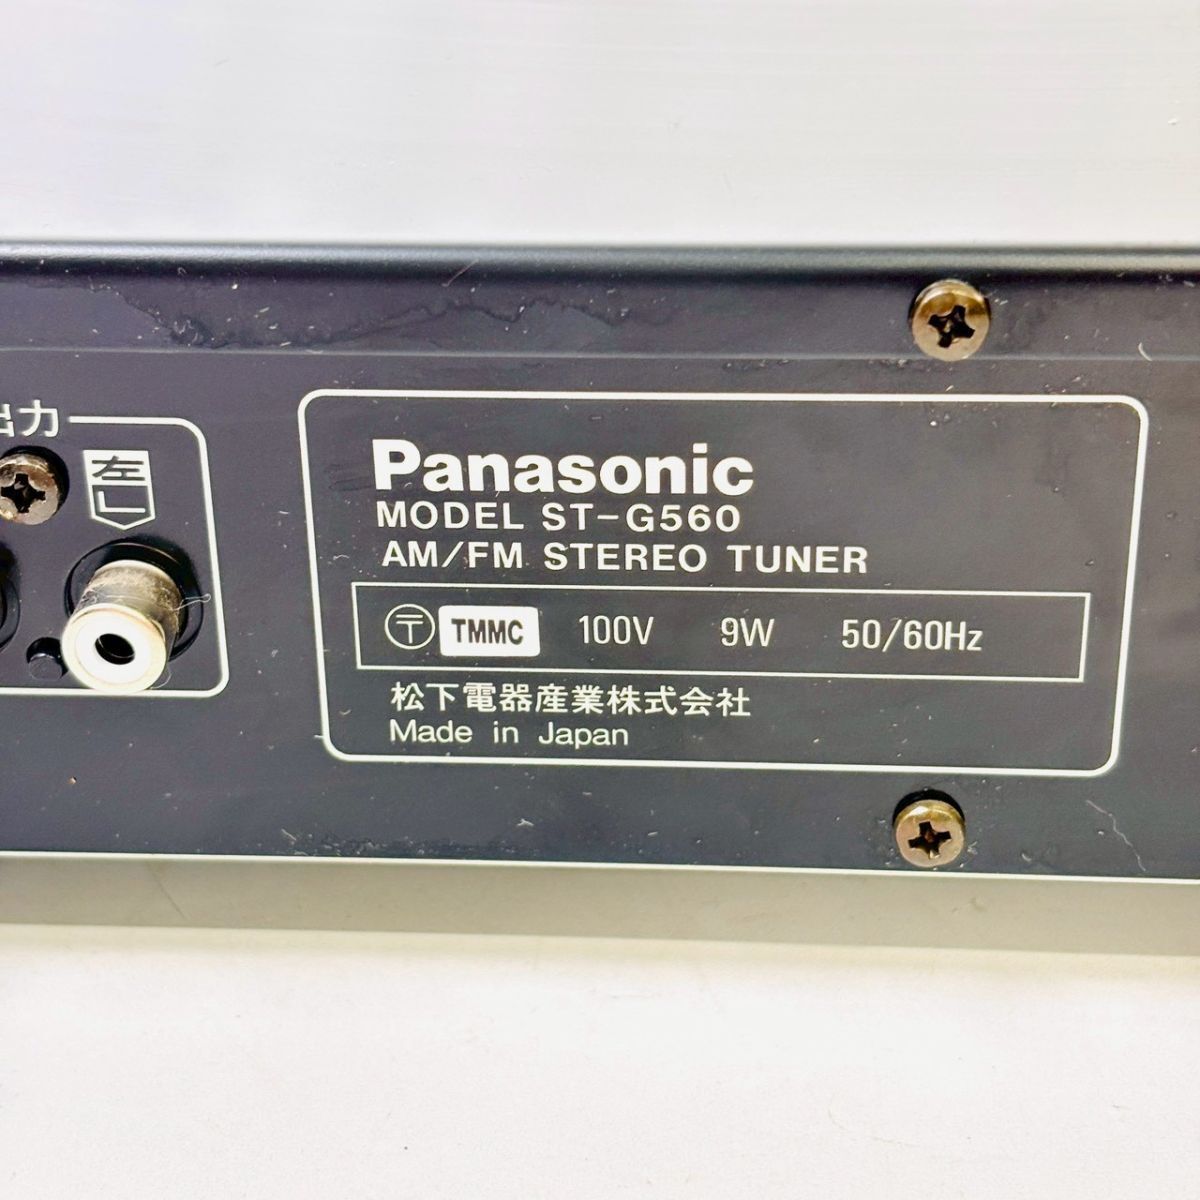 出力
左
L
Panasonic
MODEL ST-G560
AM/FM STEREO TUNER
〶 TMMC 100V 9W 50/60Hz
松下電器産業株式会社
Made in Japan